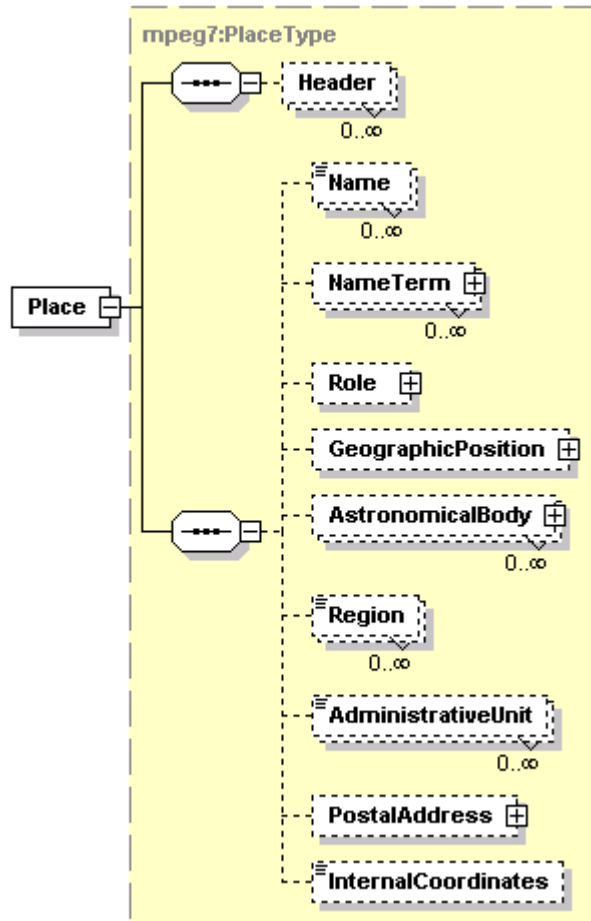 mpeg7:PlaceType
Header
0..∞
Name
0..∞
NameTerm
0..∞
Place
Role
GeographicPosition
AstronomicalBody
0..∞
Region
0..∞
AdministrativeUnit
0..∞
PostalAddress
InternalCoordinates